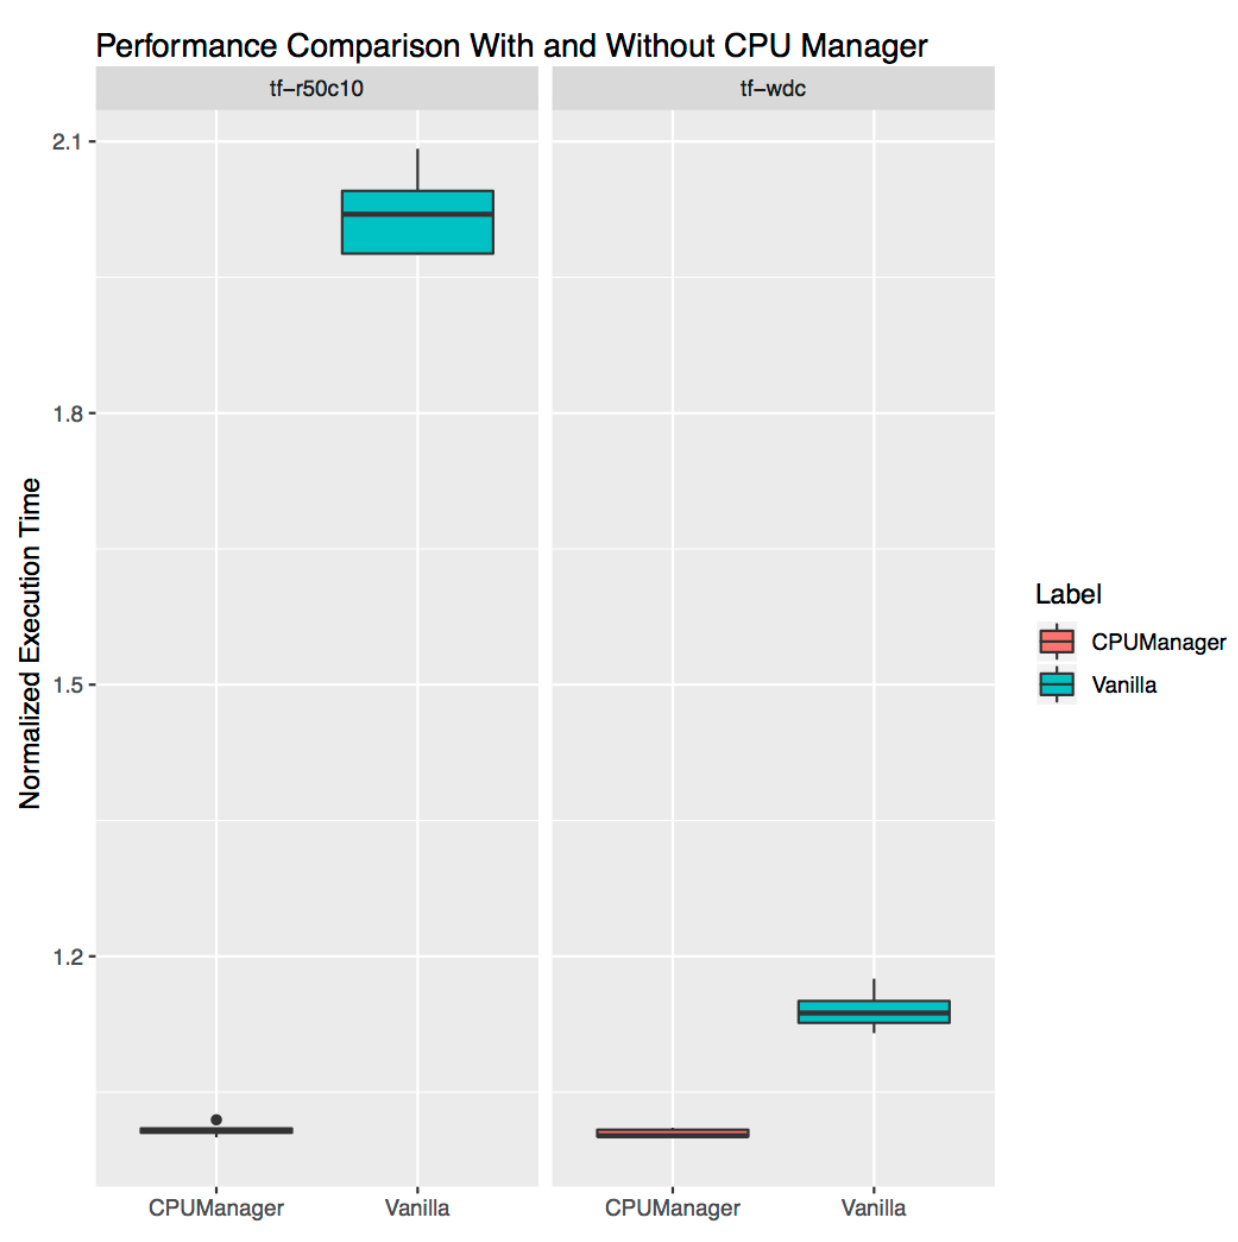 Performance Comparison With and Without CPU Manager
tf-r50c10
tf-wdc
2.1
1.8
1.5
1.2
Normalized Execution Time
CPUManager
Vanilla
CPUManager
Vanilla
Label
CPUManager
Vanilla